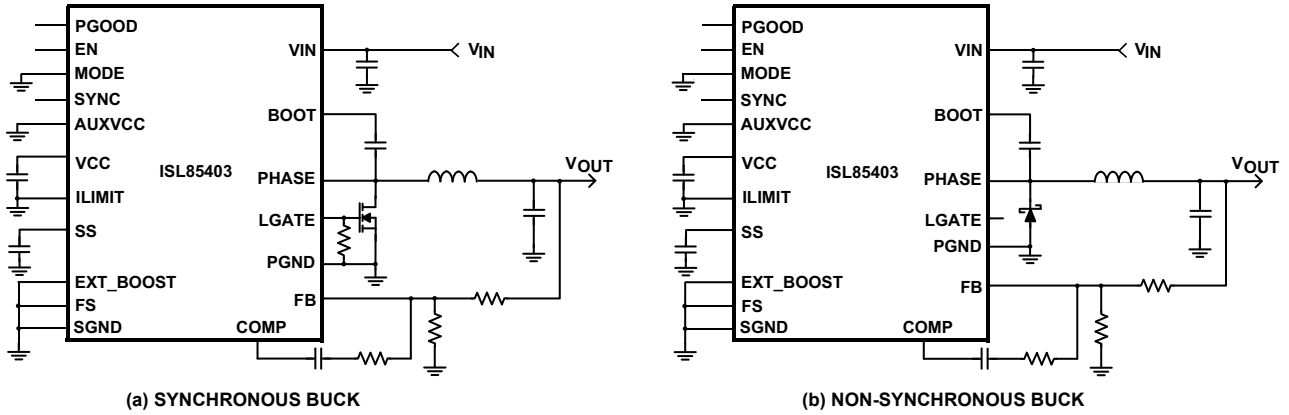 PGOOD
EN
MODE
SYNC
AUXVCC
VCC
ILIMIT
SS
EXT_BOOST
FS
SGND
ISL85403
VIN
BOOT
PHASE
LGATE
PGND
FB
COMP
VIN
VOUT
(a) SYNCHRONOUS BUCK
PGOOD
EN
MODE
SYNC
AUXVCC
VCC
ILIMIT
SS
EXT_BOOST
FS
SGND
ISL85403
VIN
BOOT
PHASE
LGATE
PGND
FB
COMP
VIN
VOUT
(b) NON-SYNCHRONOUS BUCK